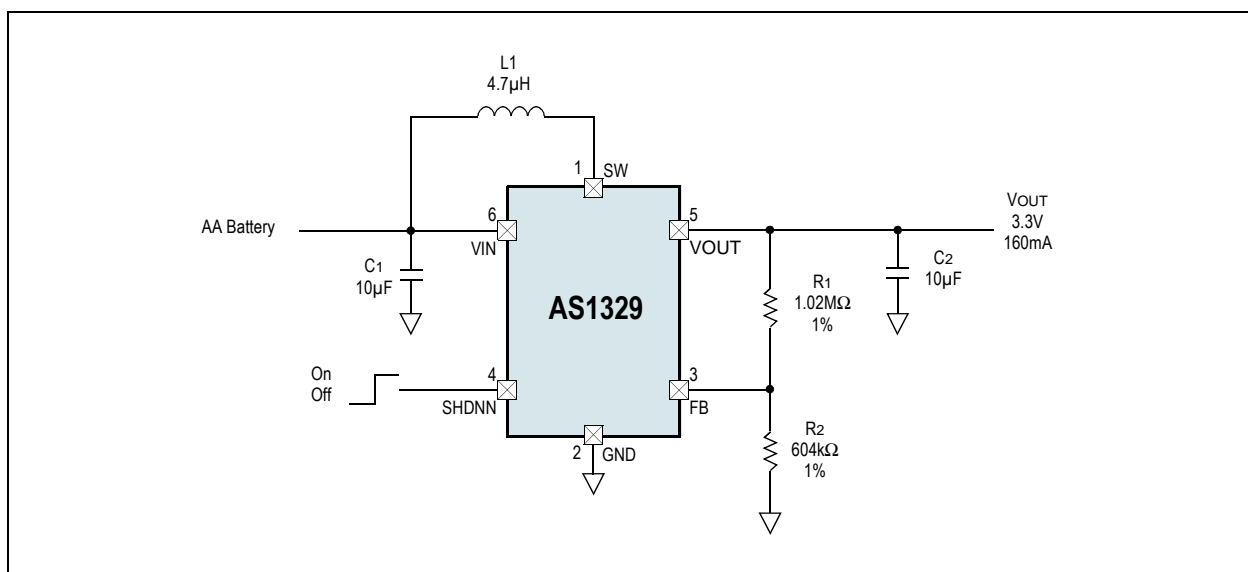 L1
4.7µH
1
SW
6
5
AA Battery
VIN
VOUT
VOUT
3.3V
160mA
C1
10µF
C2
10µF
R1
1.02MΩ
1%
AS1329
On
Off
4
SHDNN
3
FB
R2
604kΩ
1%
2
GND